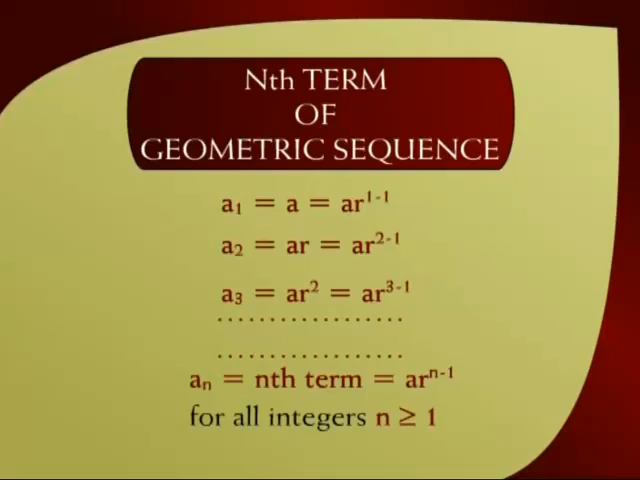 Nth TERM
OF
GEOMETRIC SEQUENCE
a₁ = a = ar¹⁻¹
a₂ = ar = ar²⁻¹
a₃ = ar² = ar³⁻¹
..................
..................
aₙ = nth term = arⁿ⁻¹
for all integers n ≥ 1